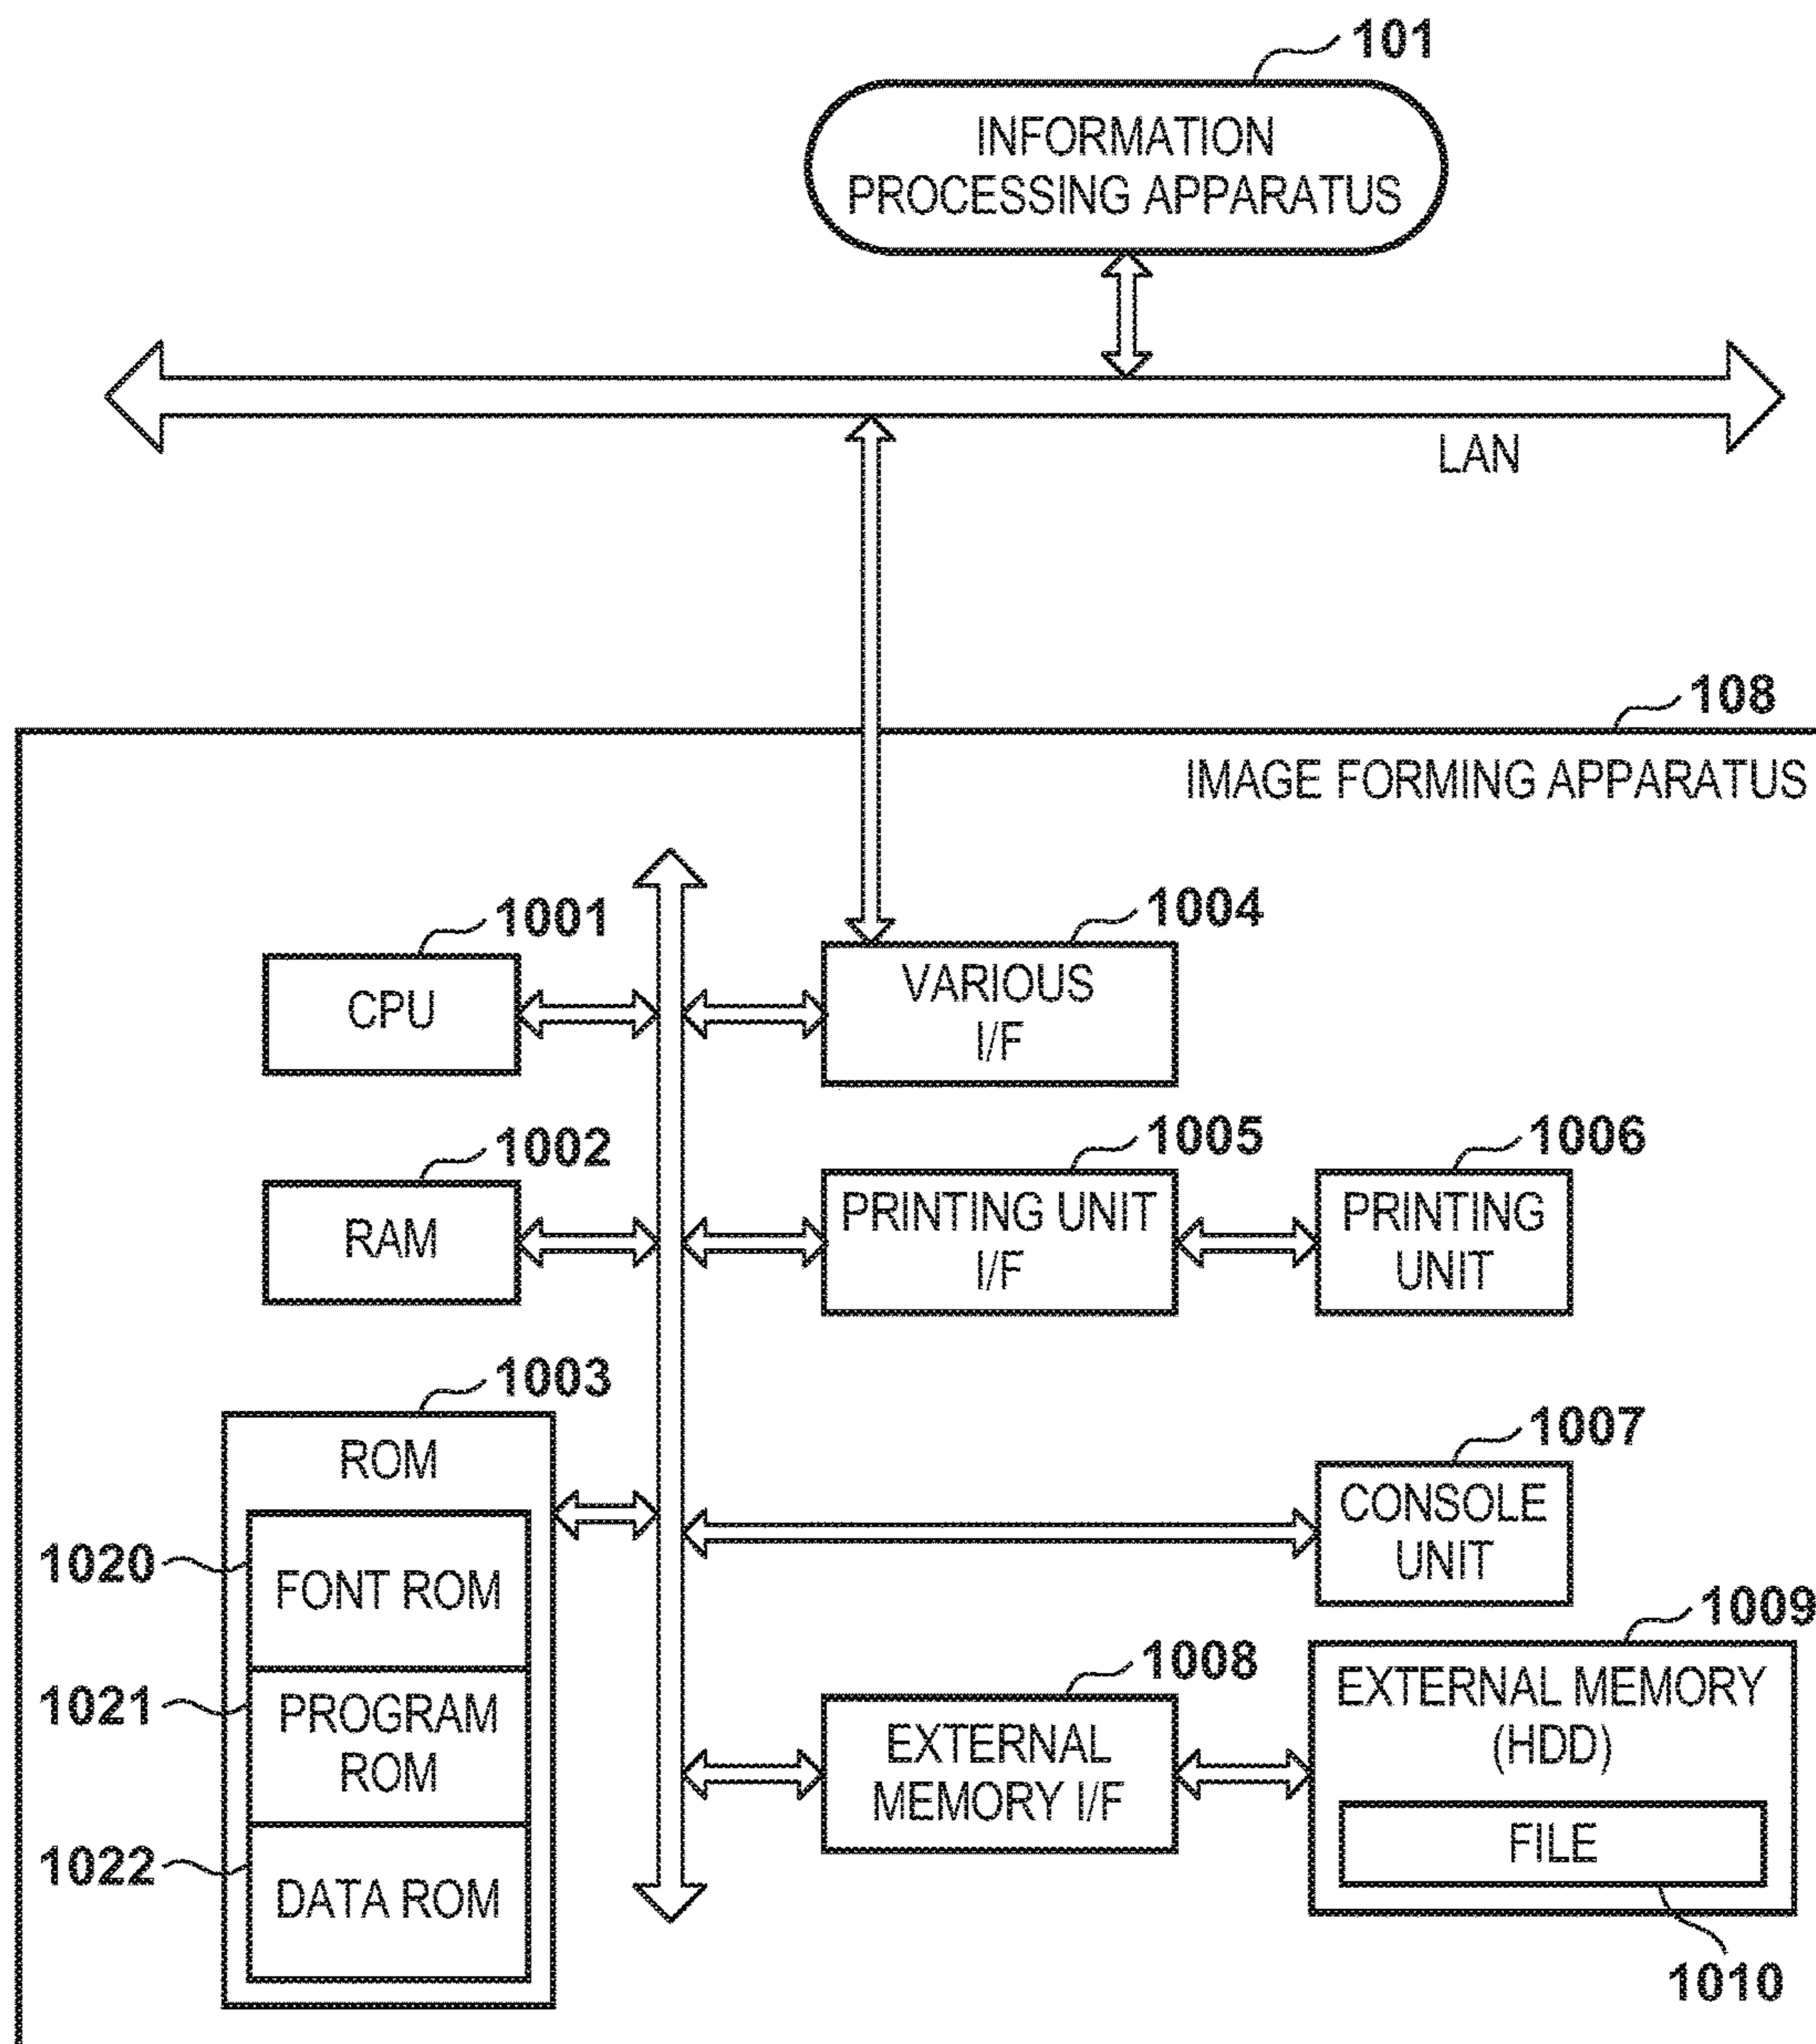 101
INFORMATION
PROCESSING APPARATUS
LAN
108
IMAGE FORMING APPARATUS
1001
CPU
1004
VARIOUS
I/F
1002
RAM
1005
PRINTING UNIT
I/F
1006
PRINTING
UNIT
1003
ROM
1020
FONT ROM
1021
PROGRAM
ROM
1022
DATA ROM
1007
CONSOLE
UNIT
1008
EXTERNAL
MEMORY I/F
1009
EXTERNAL MEMORY
(HDD)
FILE
1010